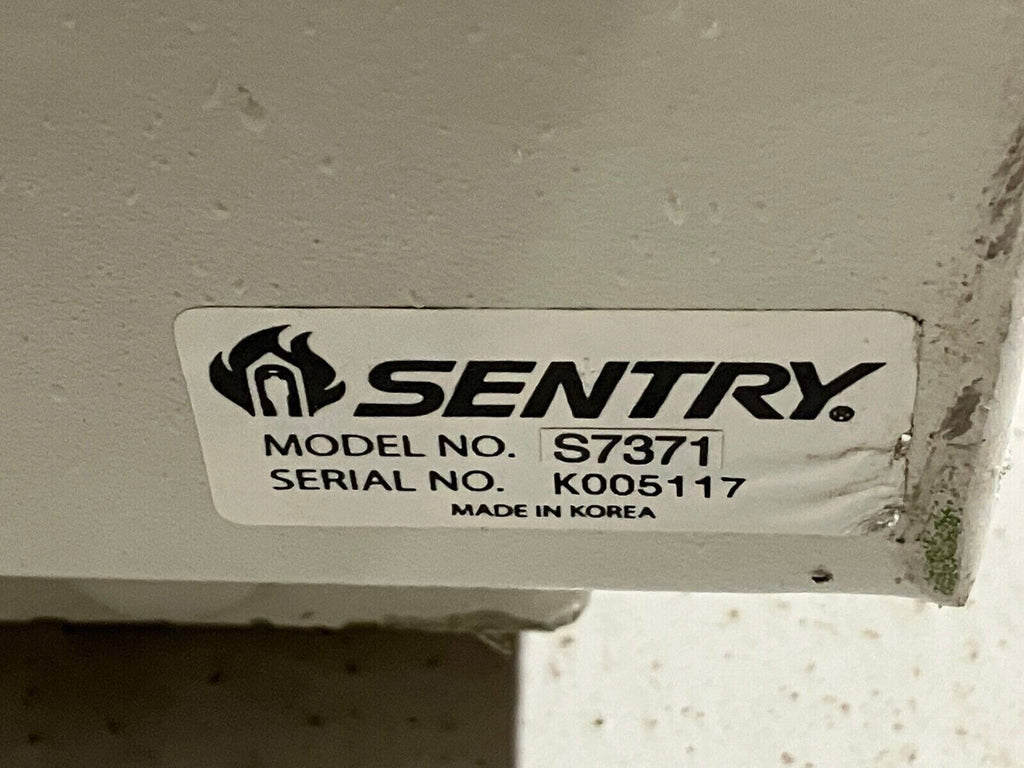 SENTRY®
MODEL NO. S7371
SERIAL NO. K005117
MADE IN KOREA